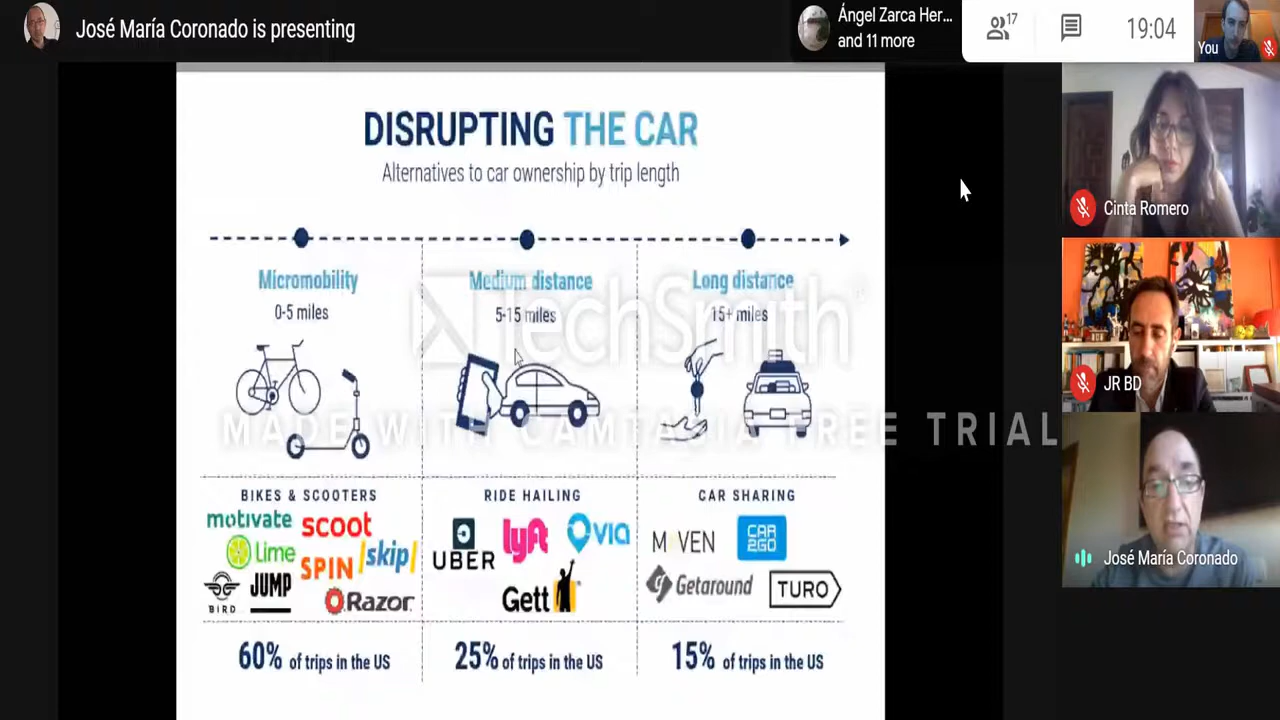 José María Coronado is presenting
Ángel Zarca Her...
and 11 more
17
19:04
You
DISRUPTING THE CAR
Alternatives to car ownership by trip length
Micromobility
Medium distance
Long distance
0-5 miles
5-15 miles
15+ miles
TechSmith
MADE WITH CAMTASIA FREE TRIAL
BIKES & SCOOTERS
RIDE HAILING
CAR SHARING
motivate
SCOOT
Lime
SPIN
/skip/
BIRD
JUMP
Razor
UBER
lyft
via
Gett
MAVEN
CAR2GO
Getaround
TURO
60% of trips in the US
25% of trips in the US
15% of trips in the US
Cinta Romero
JR BD
José María Coronado